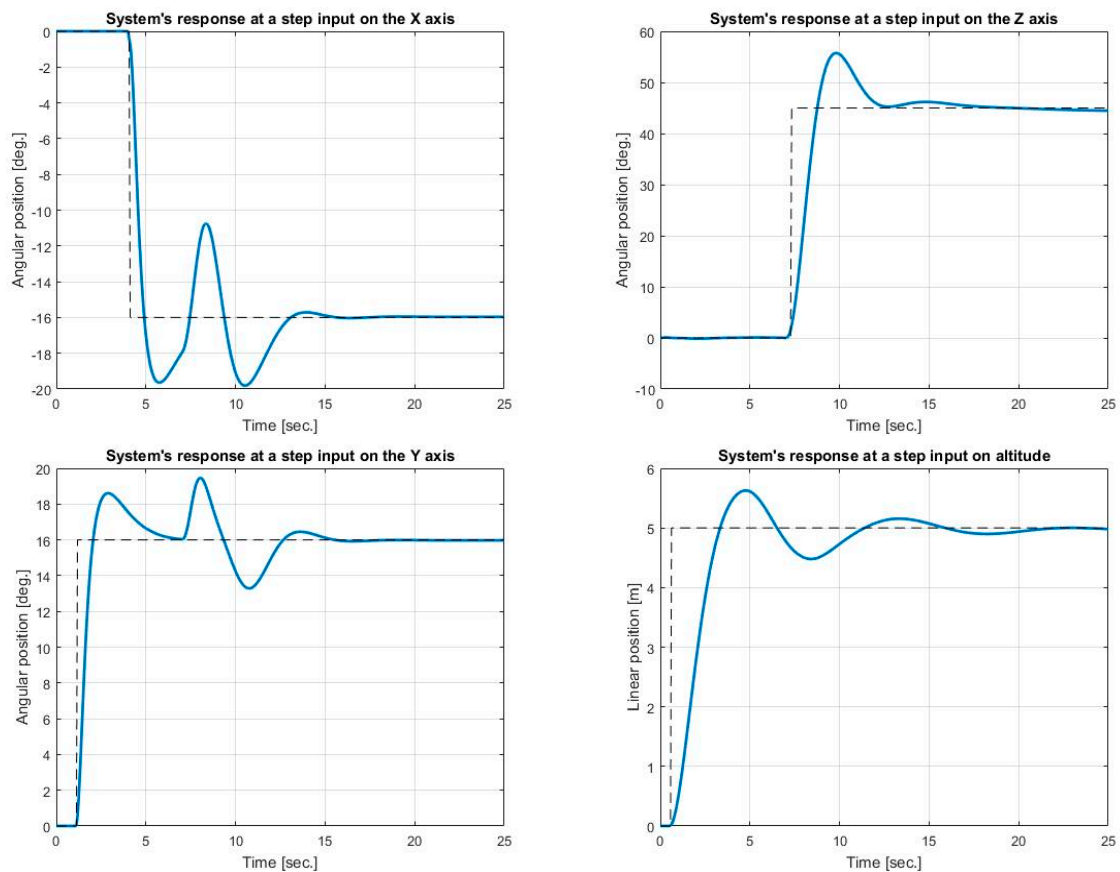 System's response at a step input on the X axis
0
-2
-4
-6
-8
-10
-12
-14
-16
-18
-20
Angular position [deg.]
0 5 10 15 20 25
Time [sec.]
System's response at a step input on the Z axis
60
50
40
30
20
10
0
-10
Angular position [deg.]
0 5 10 15 20 25
Time [sec.]
System's response at a step input on the Y axis
20
18
16
14
12
10
8
6
4
2
0
Angular position [deg.]
0 5 10 15 20 25
Time [sec.]
System's response at a step input on altitude
6
5
4
3
2
1
0
Linear position [m]
0 5 10 15 20 25
Time [sec.]